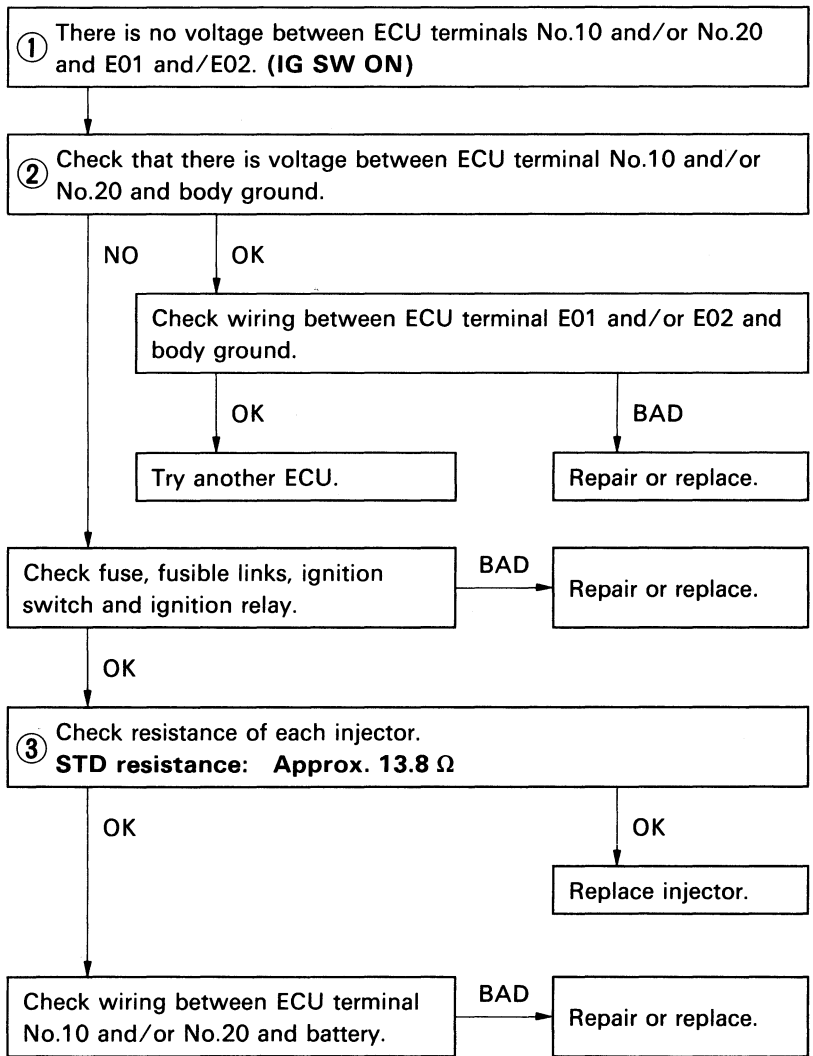 ① There is no voltage between ECU terminals No.10 and/or No.20
and E01 and/E02. (IG SW ON)
② Check that there is voltage between ECU terminal No.10 and/or
No.20 and body ground.
NO
OK
Check wiring between ECU terminal E01 and/or E02 and
body ground.
OK
BAD
Try another ECU.
Repair or replace.
Check fuse, fusible links, ignition
switch and ignition relay.
BAD
Repair or replace.
OK
③ Check resistance of each injector.
STD resistance: Approx. 13.8 Ω
OK
OK
Replace injector.
Check wiring between ECU terminal
No.10 and/or No.20 and battery.
BAD
Repair or replace.